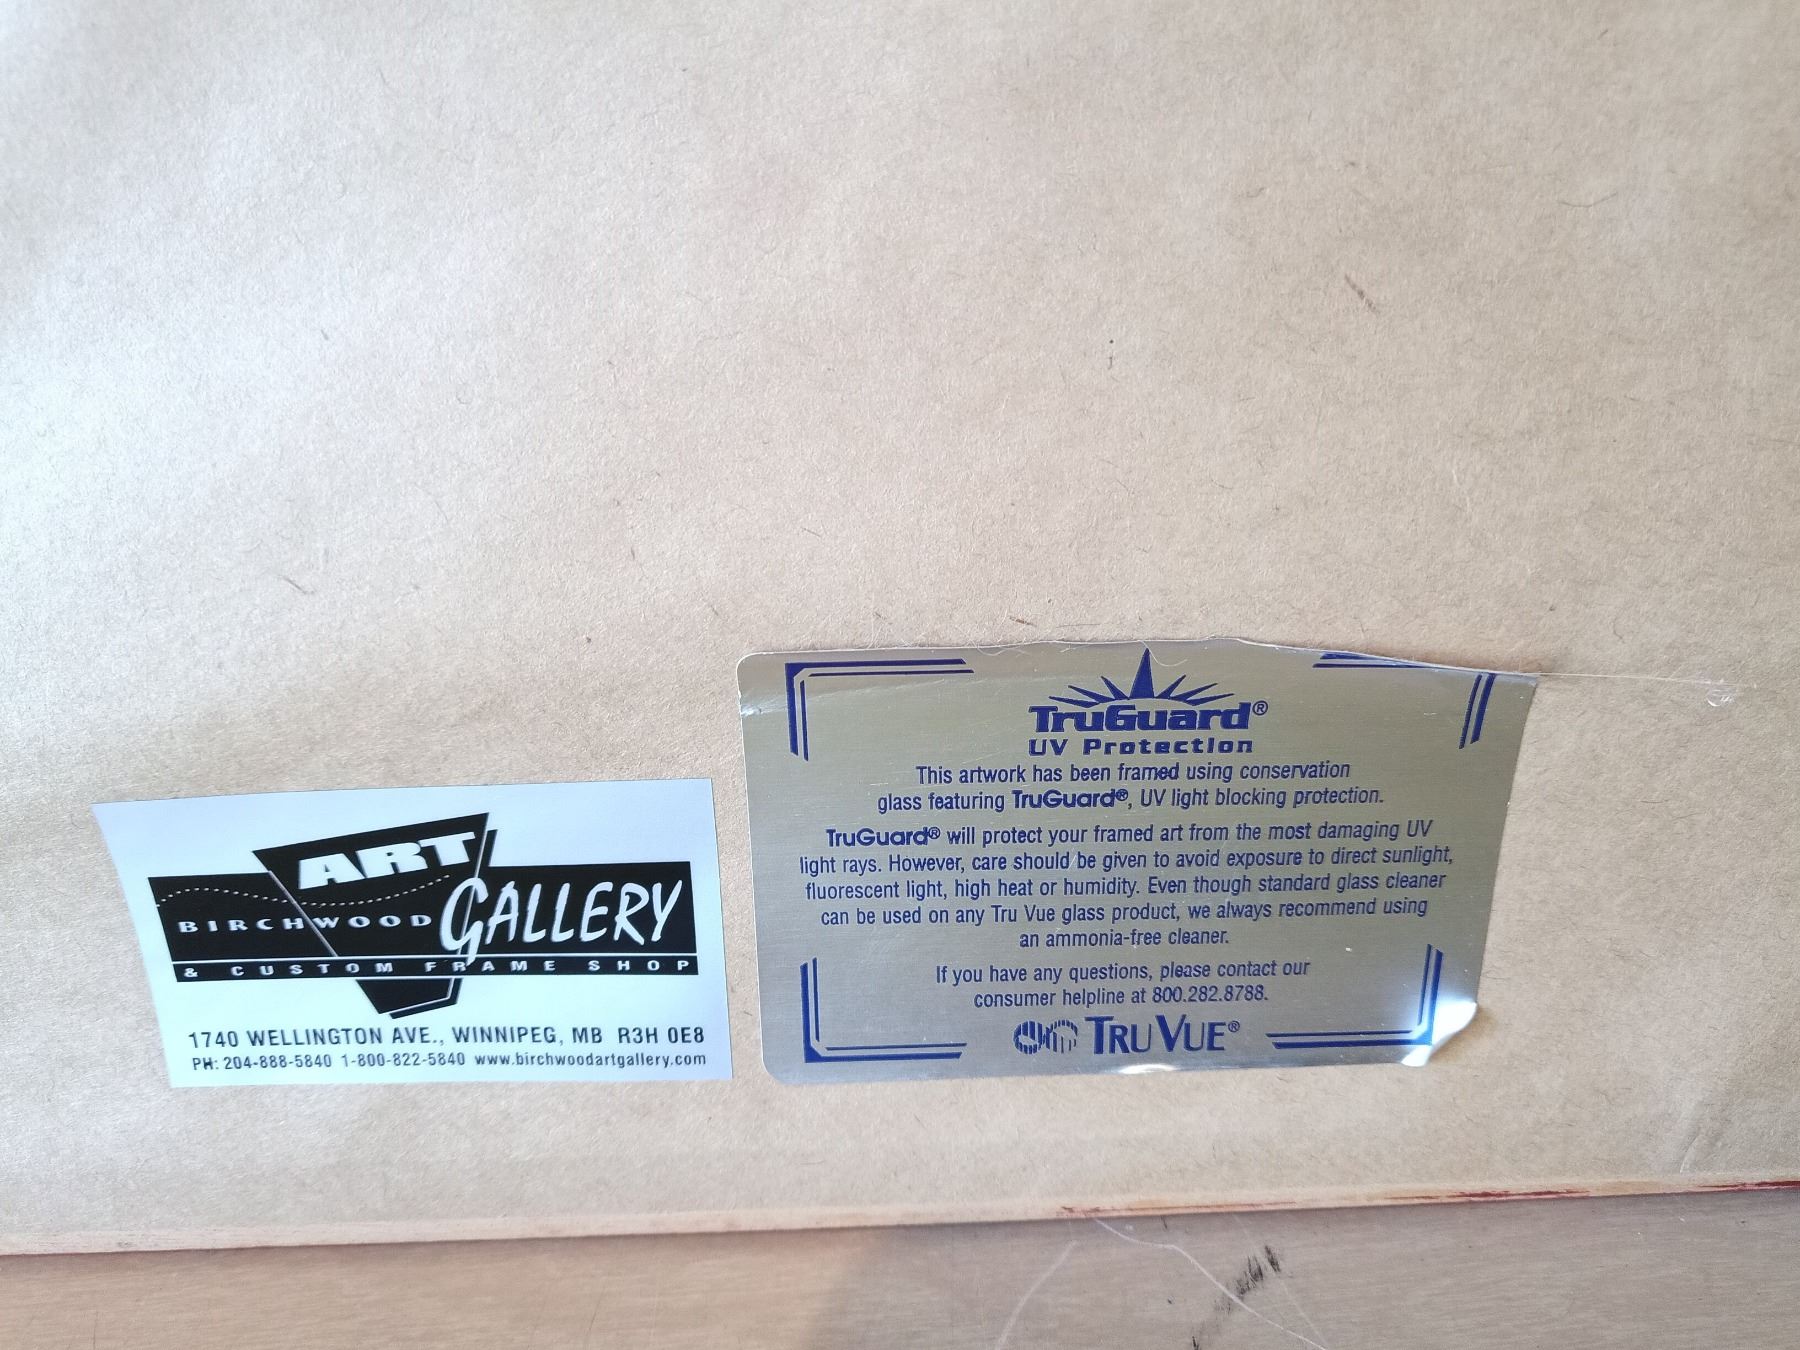 ART
BIRCHWOOD GALLERY
& CUSTOM FRAME SHOP
1740 WELLINGTON AVE., WINNIPEG, MB R3H 0E8
PH: 204-888-5840 1-800-822-5840 www.birchwoodartgallery.com
TruGuard®
UV Protection
This artwork has been framed using conservation
glass featuring TruGuard®, UV light blocking protection.
TruGuard® will protect your framed art from the most damaging UV
light rays. However, care should be given to avoid exposure to direct sunlight,
fluorescent light, high heat or humidity. Even though standard glass cleaner
can be used on any Tru Vue glass product, we always recommend using
an ammonia-free cleaner.
If you have any questions, please contact our
consumer helpline at 800.282.8788.
TRU VUE®